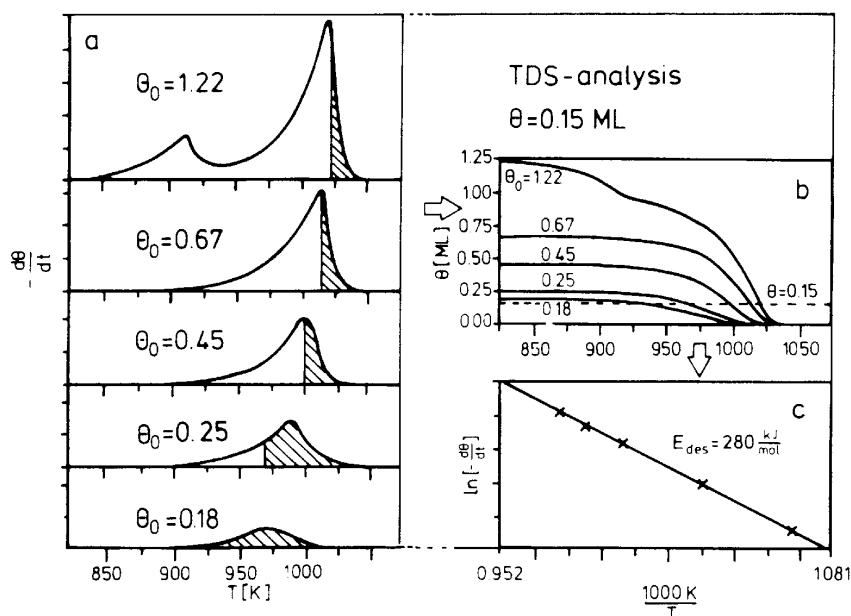 a
θ₀ = 1.22
θ₀ = 0.67
θ₀ = 0.45
θ₀ = 0.25
θ₀ = 0.18
- dθ/dt
850 900 950 1000
T [K]
TDS-analysis
θ = 0.15 ML
b
θ [ML]
1.25
1.00
0.75
0.50
0.25
0.00
θ₀ = 1.22
0.67
0.45
0.25
0.18
θ = 0.15
850 900 950 1000 1050
c
ln [- dθ/dt]
E des = 280 kJ/mol
0.952 1.081
1000 K
T